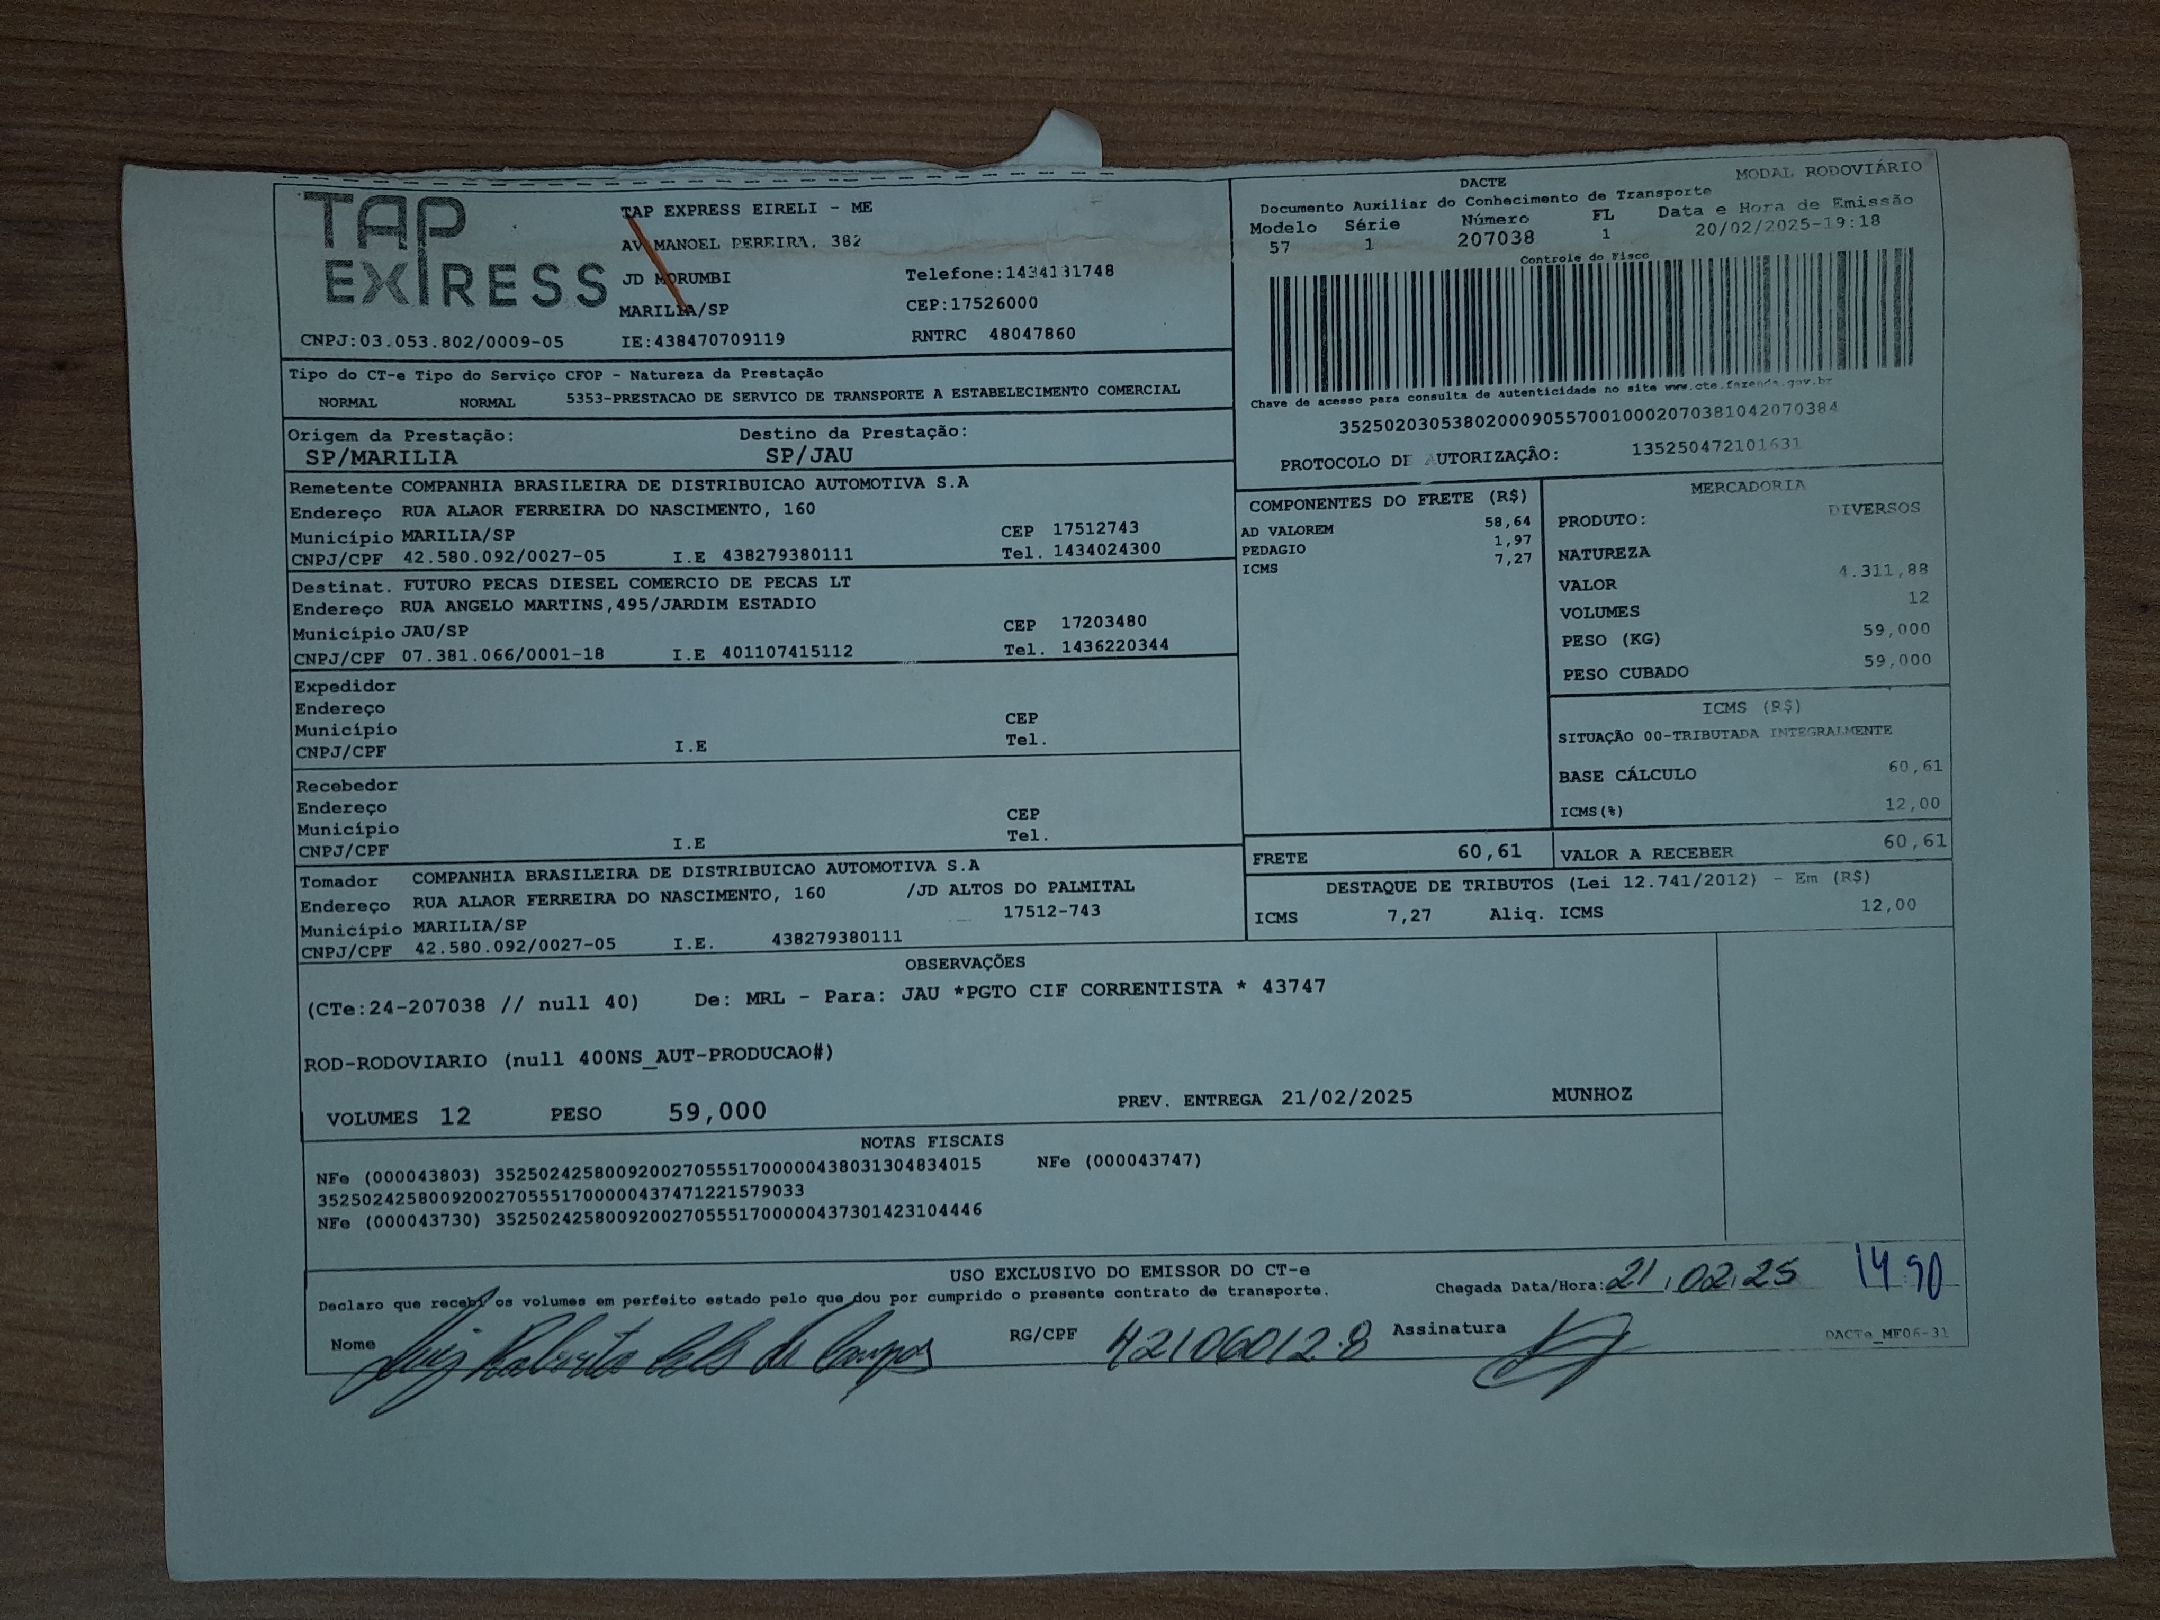 TAP EXPRESS
TAP EXPRESS EIRELI - ME
AV MANOEL PEREIRA, 382
JD MORUMBI Telefone:1434131748
MARILIA/SP CEP:17526000
CNPJ:03.053.802/0009-05 IE:438470709119 RNTRC 48047860
DACTE MODAL RODOVIÁRIO
Documento Auxiliar do Conhecimento de Transporte
Modelo Série Número FL Data e Hora de Emissão
57 1 207038 1 20/02/2025-19:18
Controle do Fisco
Chave de acesso para consulta de autenticidade no site www.cte.fazenda.gov.br
35250203053802000905570010002070381042070384
PROTOCOLO DE AUTORIZAÇÃO: 135250472101631
Tipo do CT-e Tipo do Serviço CFOP - Natureza da Prestação
NORMAL NORMAL 5353-PRESTACAO DE SERVICO DE TRANSPORTE A ESTABELECIMENTO COMERCIAL
Origem da Prestação: Destino da Prestação:
SP/MARILIA SP/JAU
Remetente COMPANHIA BRASILEIRA DE DISTRIBUICAO AUTOMOTIVA S.A
Endereço RUA ALAOR FERREIRA DO NASCIMENTO, 160
Município MARILIA/SP CEP 17512743
CNPJ/CPF 42.580.092/0027-05 I.E 438279380111 Tel. 1434024300
Destinat. FUTURO PECAS DIESEL COMERCIO DE PECAS LT
Endereço RUA ANGELO MARTINS,495/JARDIM ESTADIO
Município JAU/SP CEP 17203480
CNPJ/CPF 07.381.066/0001-18 I.E 401107415112 Tel. 1436220344
Expedidor
Endereço
Município CEP
CNPJ/CPF I.E Tel.
Recebedor
Endereço
Município CEP
CNPJ/CPF I.E Tel.
Tomador COMPANHIA BRASILEIRA DE DISTRIBUICAO AUTOMOTIVA S.A
Endereço RUA ALAOR FERREIRA DO NASCIMENTO, 160 /JD ALTOS DO PALMITAL
Município MARILIA/SP 17512-743
CNPJ/CPF 42.580.092/0027-05 I.E. 438279380111
COMPONENTES DO FRETE (R$)
AD VALOREM 58,64
PEDAGIO 1,97
ICMS 7,27
MERCADORIA
PRODUTO: DIVERSOS
NATUREZA
VALOR 4.311,88
VOLUMES 12
PESO (KG) 59,000
PESO CUBADO 59,000
ICMS (R$)
SITUAÇÃO 00-TRIBUTADA INTEGRALMENTE
BASE CÁLCULO 60,61
ICMS(%) 12,00
FRETE 60,61 VALOR A RECEBER 60,61
DESTAQUE DE TRIBUTOS (Lei 12.741/2012) - Em (R$)
ICMS 7,27 Aliq. ICMS 12,00
OBSERVAÇÕES
(CTe:24-207038 // null 40) De: MRL - Para: JAU *PGTO CIF CORRENTISTA * 43747
ROD-RODOVIARIO (null 400NS_AUT-PRODUCAO#)
VOLUMES 12 PESO 59,000 PREV. ENTREGA 21/02/2025 MUNHOZ
NOTAS FISCAIS
NFe (000043803) 35250242580092002705551700000438031304834015 NFe (000043747)
35250242580092002705551700000437471221579033
NFe (000043730) 35250242580092002705551700000437301423104446
USO EXCLUSIVO DO EMISSOR DO CT-e
Declaro que recebi os volumes em perfeito estado pelo que dou por cumprido o presente contrato de transporte. Chegada Data/Hora: 21.02.25
Nome Luiz Roberto de Campos RG/CPF 42106012-8 Assinatura DACTe_MF06-31